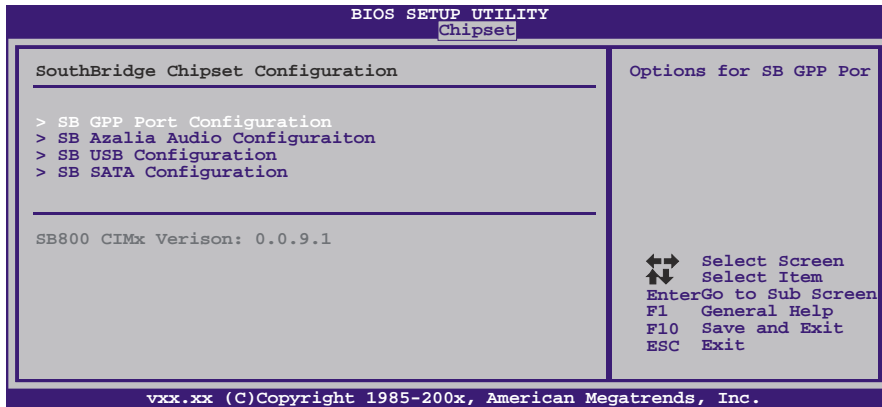 BIOS SETUP UTILITY
Chipset
SouthBridge Chipset Configuration
> SB GPP Port Configuration
> SB Azalia Audio Configuraiton
> SB USB Configuration
> SB SATA Configuration
SB800 CIMx Verison: 0.0.9.1
Options for SB GPP Por
Select Screen
Select Item
EnterGo to Sub Screen
F1 General Help
F10 Save and Exit
ESC Exit
vxx.xx (C)Copyright 1985-200x, American Megatrends, Inc.